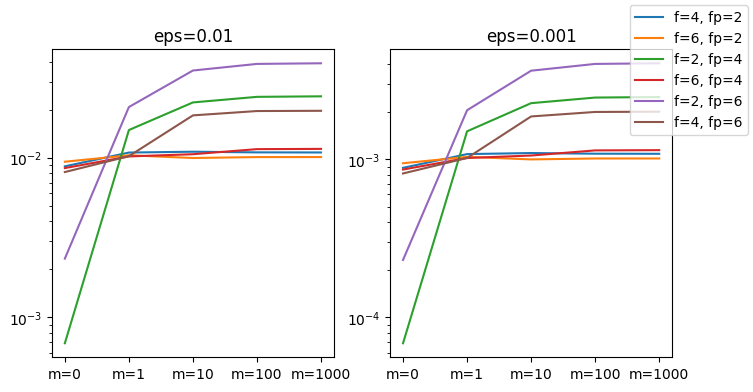 eps=0.01
10⁻²
10⁻³
m=0 m=1 m=10 m=100 m=1000
eps=0.001
10⁻³
10⁻⁴
m=0 m=1 m=10 m=100 m=1000
f=4, fp=2
f=6, fp=2
f=2, fp=4
f=6, fp=4
f=2, fp=6
f=4, fp=6